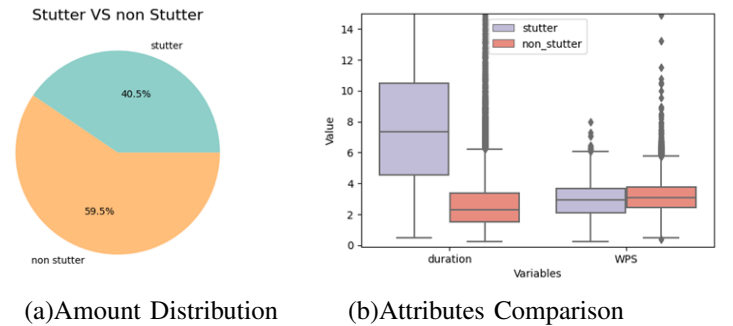 Stutter VS non Stutter
stutter
40.5%
59.5%
non stutter
(a)Amount Distribution
stutter
non_stutter
14
12
10
8
6
4
2
0
Value
duration
WPS
Variables
(b)Attributes Comparison